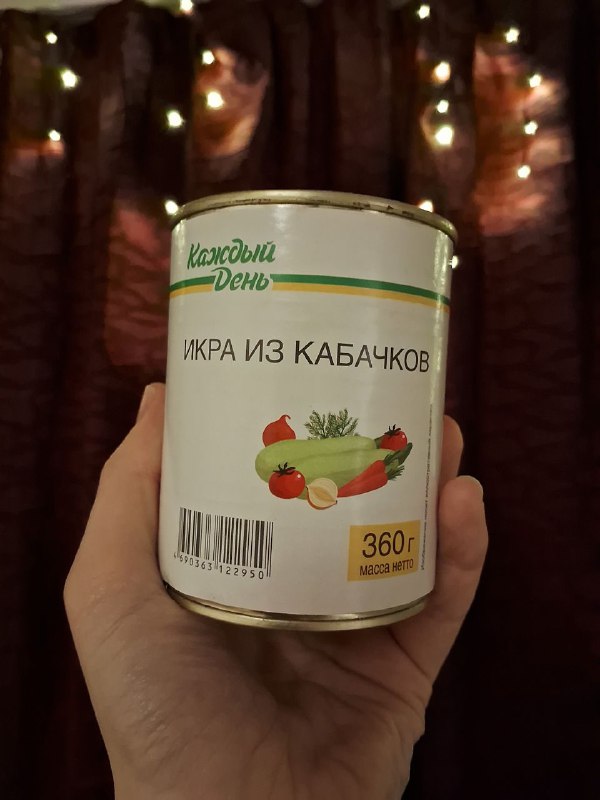 Каждый
День
ИКРА ИЗ КАБАЧКОВ
4690363122950
360 г
масса нетто